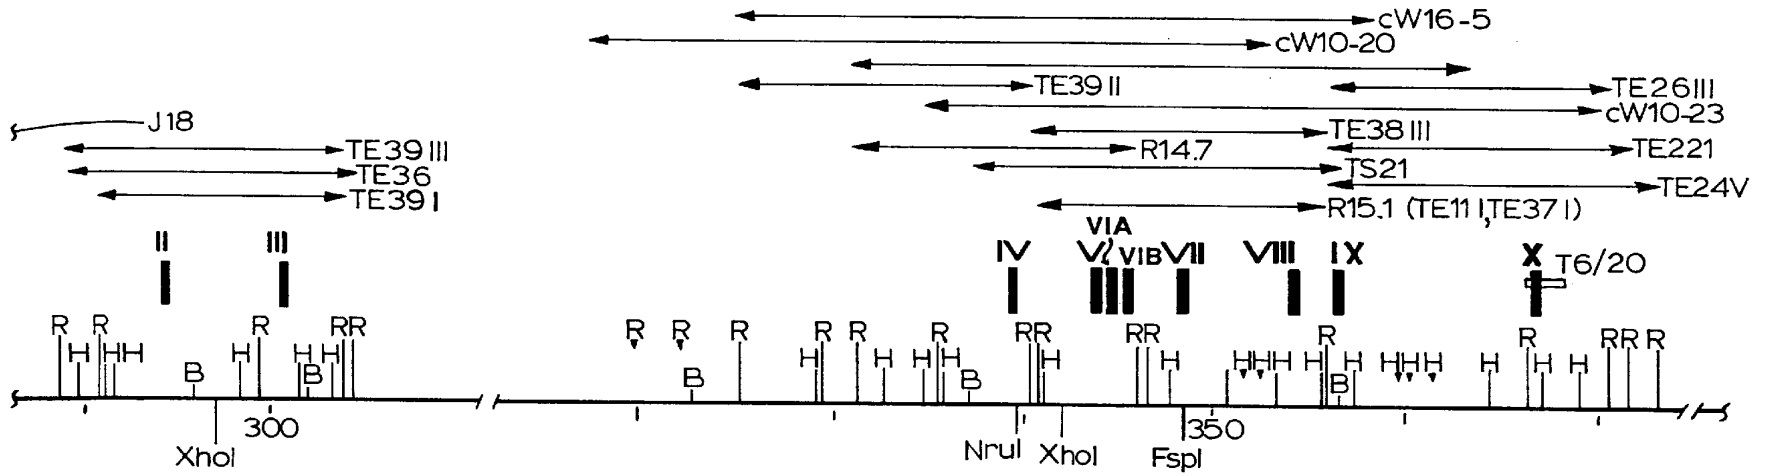 cW16-5
cW10-20
TE39 II
TE26 III
J18
cW10-23
TE38 III
TE39 III
R14.7
TE221
TE36
TS21
TE24V
TE39 I
R15.1 (TE11 I, TE37 I)
II
III
IV
V
VIA
VIB
VII
VIII
IX
X
T6/20
R R R R R R R R R R R R R R R R R R R R
H H H H H H H H H H H H H H H H H H H H H H
B B B B B
300
350
XhoI
NruI
XhoI
FspI